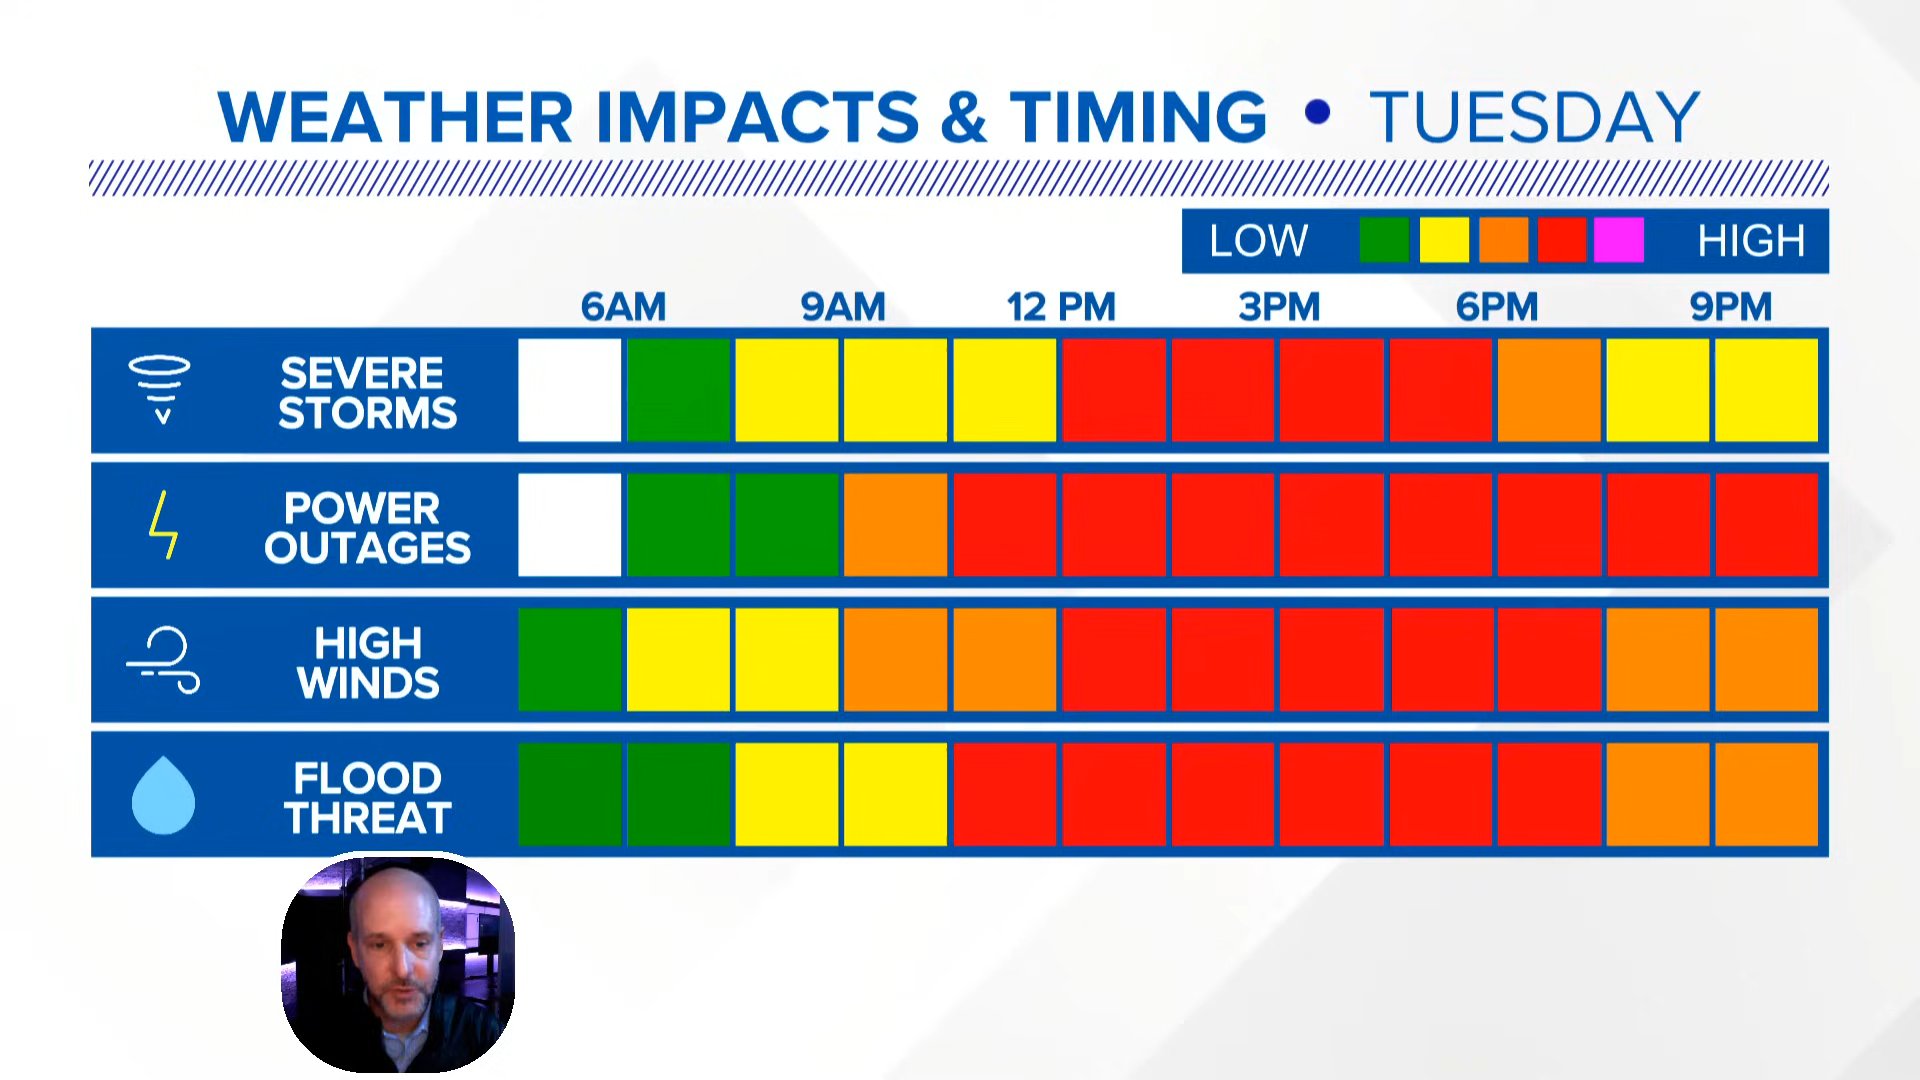 WEATHER IMPACTS & TIMING • TUESDAY
LOW HIGH
6AM 9AM 12 PM 3PM 6PM 9PM
SEVERE
STORMS
POWER
OUTAGES
HIGH
WINDS
FLOOD
THREAT